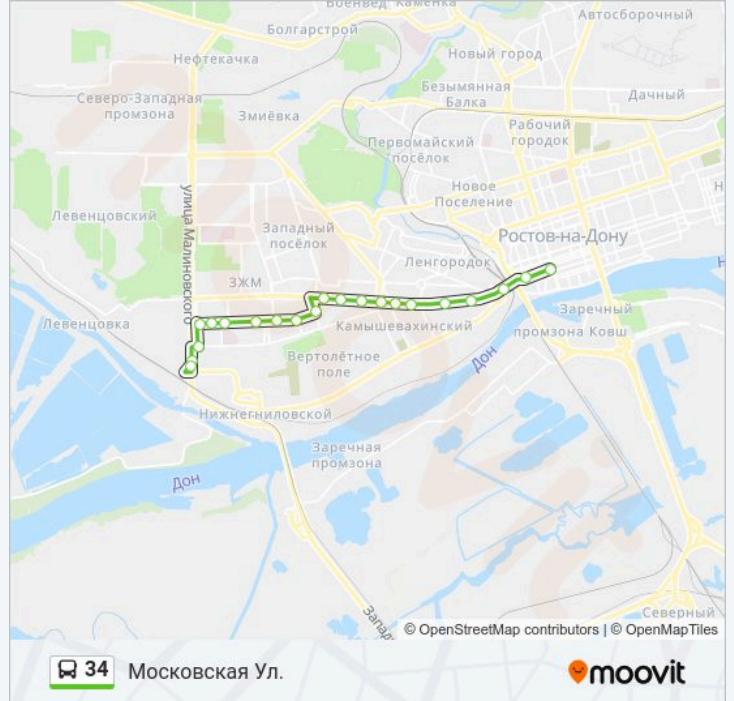 Военвед
Каменка
Болгарстрой
Автосборочный
Нефтекачка
Новый город
Безымянная
Балка
Дачный
Северо-Западная
промзона
Змиёвка
Рабочий
городок
Первомайский
посёлок
Новое
Поселение
улица Малиновского
Левенцовский
Западный
посёлок
Ростов-на-Дону
Ленгородок
ЗЖМ
Левенцовка
Камышевахинский
Заречный
промзона Ковш
Вертолётное
поле
Дон
Нижнегниловской
Заречная
промзона
Дон
Северный
© OpenStreetMap contributors | © OpenMapTiles
34 Московская Ул.
moovit